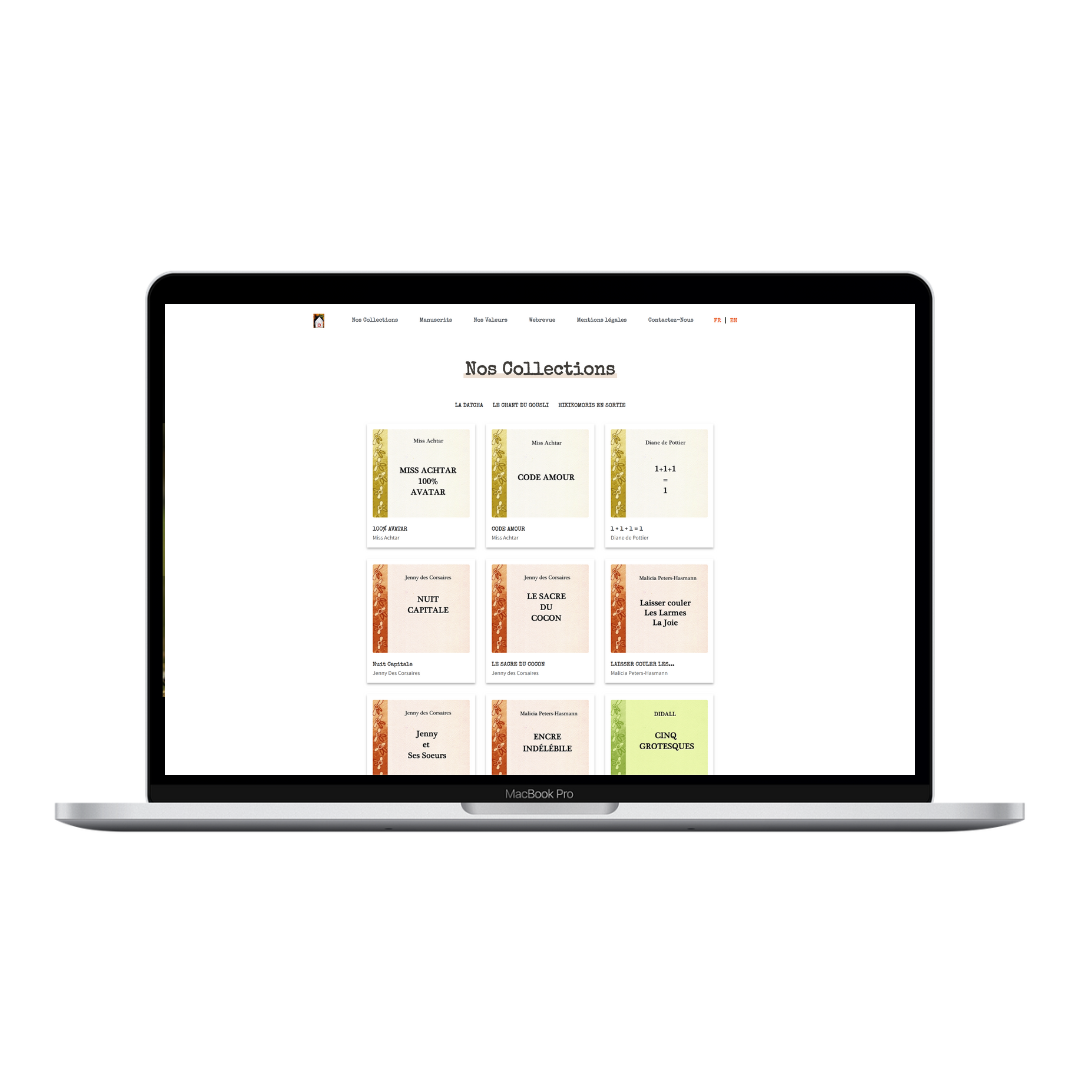 Nos Collections Manuscrits Nos Valeurs Webrevue Mentions légales Contactez-Nous FR | EN
Nos Collections
LA DATCHA LE CHANT DU GOUSLI HIKIKOMORIS EN SORTIE
Miss Achtar
MISS ACHTAR
100%
AVATAR
100% AVATAR
Miss Achtar
Miss Achtar
CODE AMOUR
CODE AMOUR
Miss Achtar
Diane de Pottier
1+1+1
=
1
1 + 1 + 1 = 1
Diane de Pottier
Jenny des Corsaires
NUIT
CAPITALE
Nuit Capitale
Jenny Des Corsaires
Jenny des Corsaires
LE SACRE
DU
COCON
LE SACRE DU COCON
Jenny des Corsaires
Malicia Peters-Hasmann
Laisser couler
Les Larmes
La Joie
LAISSER COULER LES...
Malicia Peters-Hasmann
Jenny des Corsaires
Jenny
et
Ses Soeurs
Malicia Peters-Hasmann
ENCRE
INDÉLÉBILE
DIDALL
CINQ
GROTESQUES
MacBook Pro